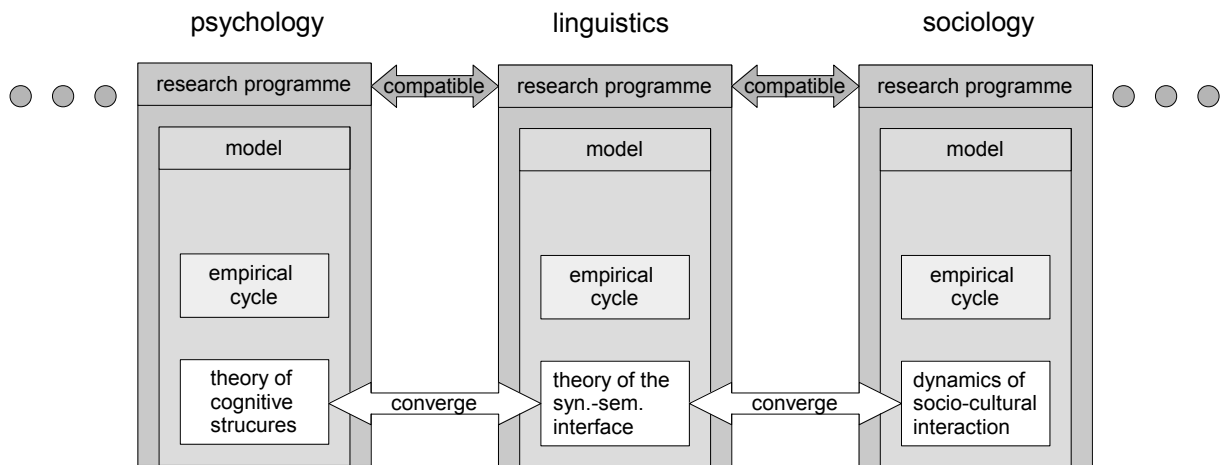 psychology
linguistics
sociology
research programme
compatible
research programme
compatible
research programme
model
model
model
empirical
cycle
empirical
cycle
empirical
cycle
theory of
cognitive
strucures
converge
theory of the
syn.-sem.
interface
converge
dynamics of
socio-cultural
interaction